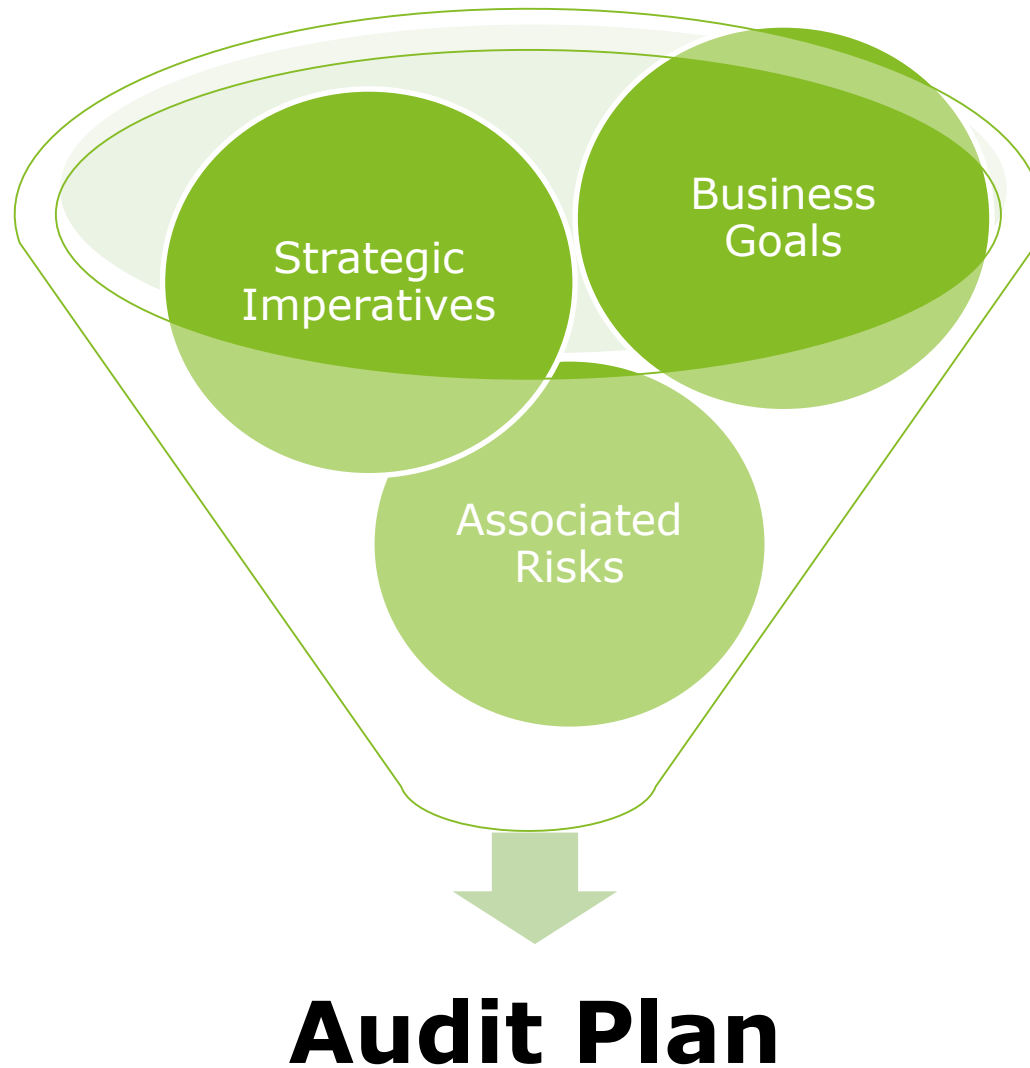 Strategic
Imperatives
Business
Goals
Associated
Risks
Audit Plan